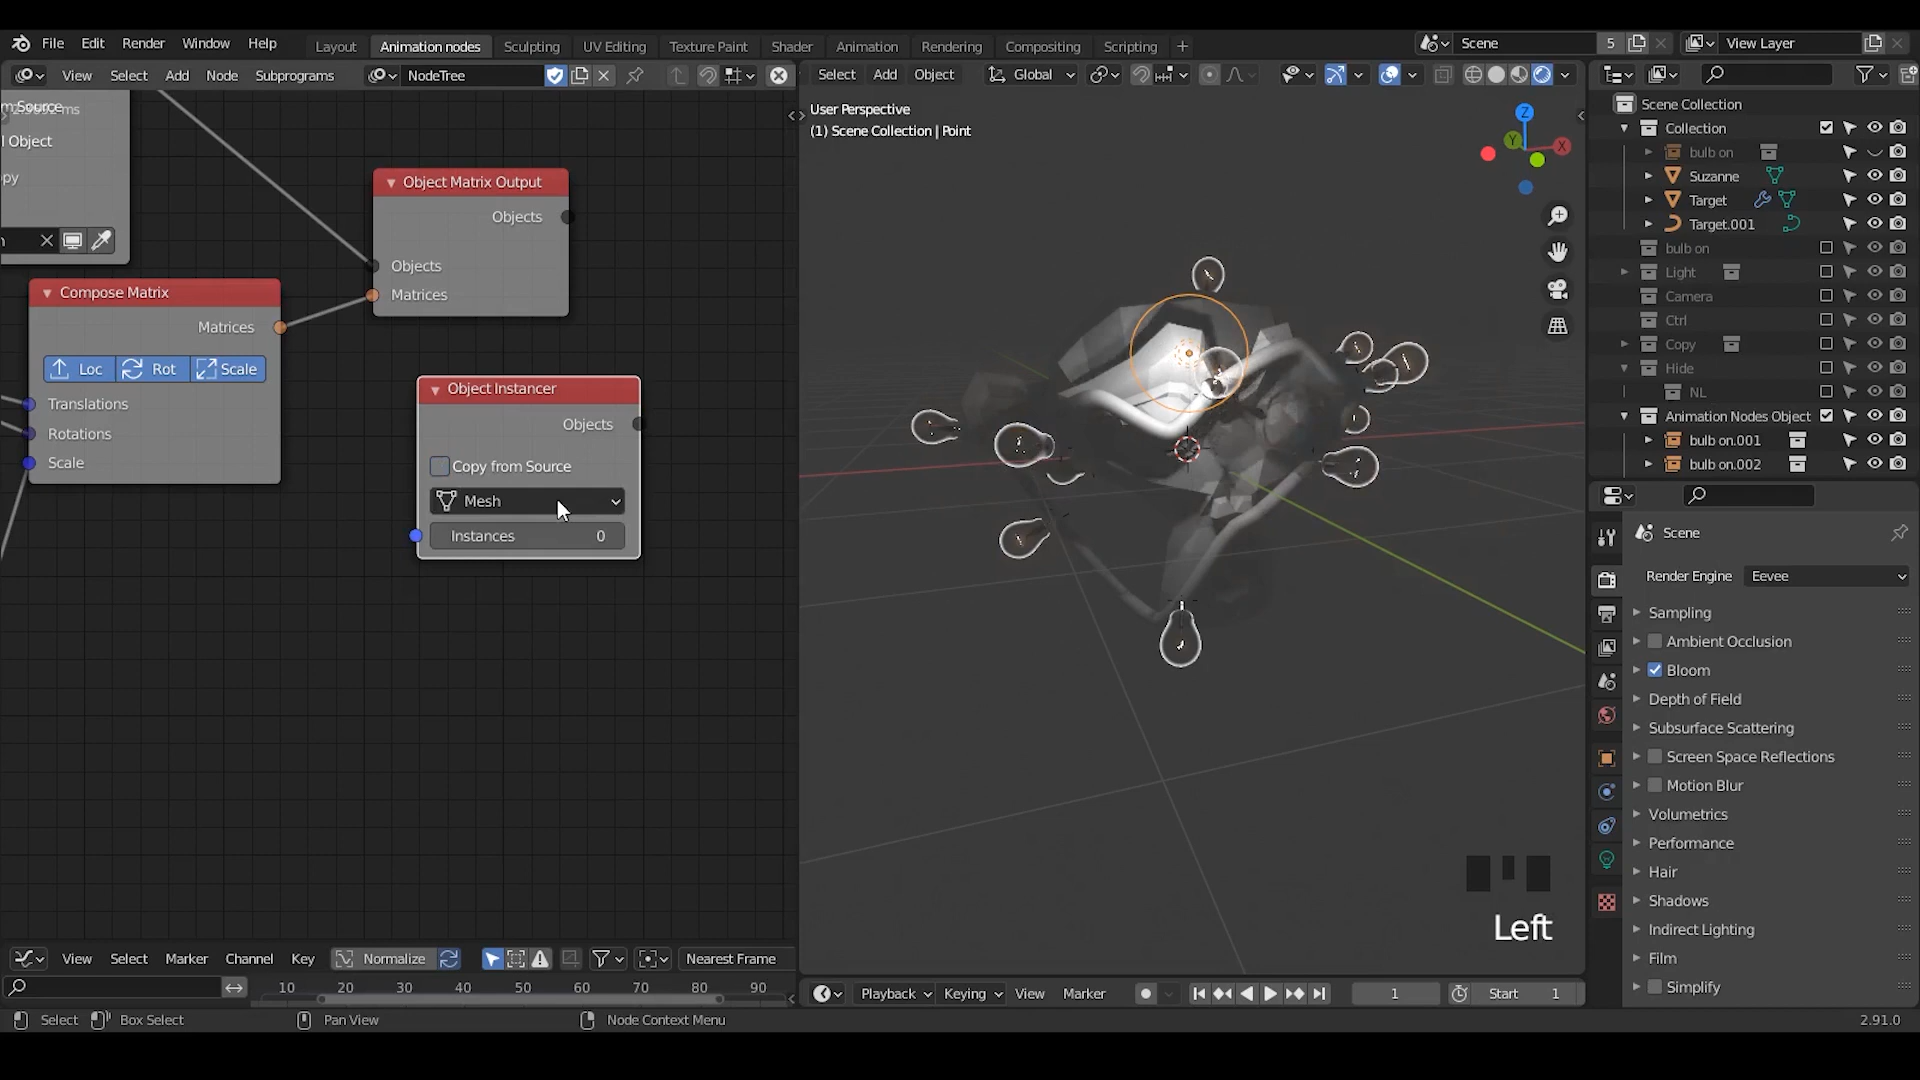 File Edit Render Window Help Layout Animation nodes Sculpting UV Editing Texture Paint Shader Animation Rendering Compositing Scripting + Scene 5 View Layer
View Select Add Node Subprograms NodeTree
Select Add Object Global
User Perspective
(1) Scene Collection | Point
l Object
Object Matrix Output
Objects
Objects
Matrices
Compose Matrix
Matrices
Loc Rot Scale
Translations
Rotations
Scale
Object Instancer
Objects
Copy from Source
Mesh
Instances 0
Z
Y
X
Left
Scene Collection
Collection
bulb on
Suzanne
Target
Target.001
bulb on
Light
Camera
Ctrl
Copy
Hide
NL
Animation Nodes Object
bulb on.001
bulb on.002
Scene
Render Engine Eevee
Sampling
Ambient Occlusion
Bloom
Depth of Field
Subsurface Scattering
Screen Space Reflections
Motion Blur
Volumetrics
Performance
Hair
Shadows
Indirect Lighting
Film
Simplify
View Select Marker Channel Key Normalize Nearest Frame
10 20 30 40 50 60 70 80 90
Playback Keying View Marker 1 Start 1
Select Box Select Pan View Node Context Menu 2.91.0